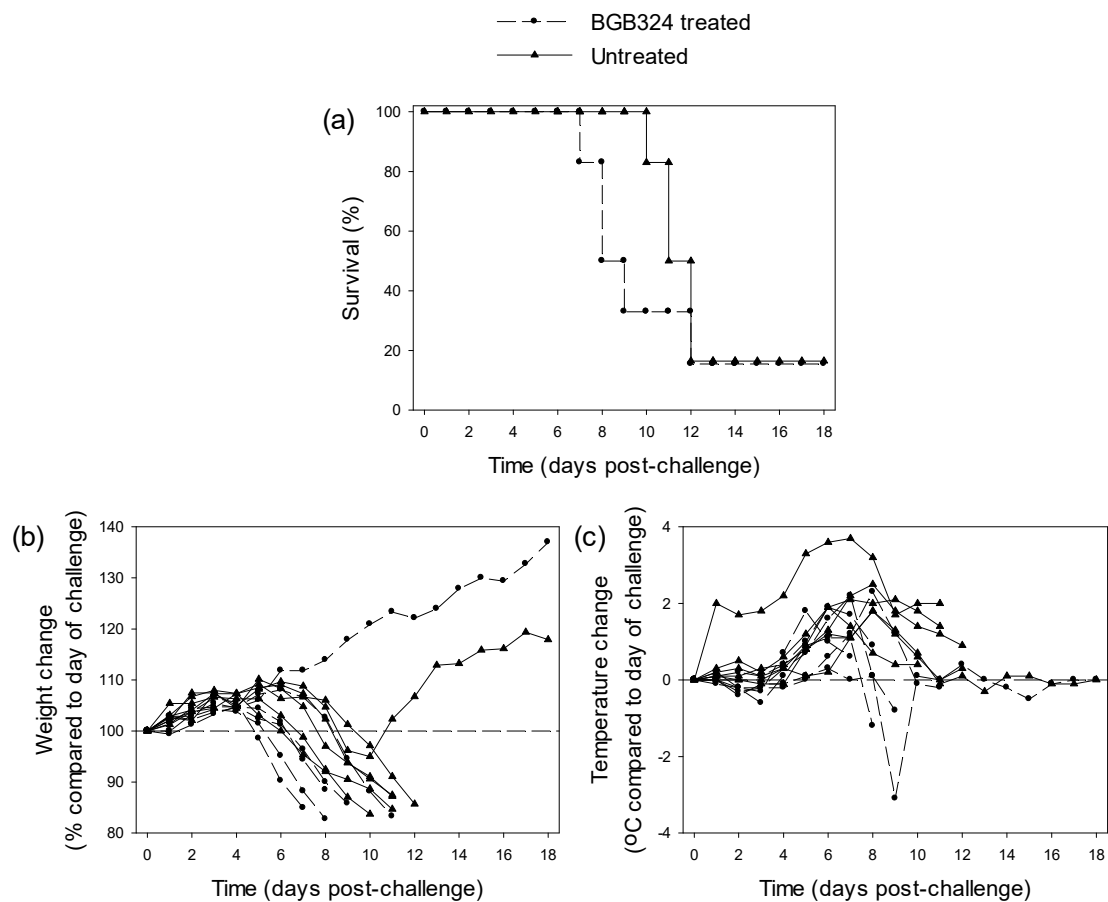 BGB324 treated
Untreated
(a)
Survival (%)
100
80
60
40
20
0
0 2 4 6 8 10 12 14 16 18
Time (days post-challenge)
(b)
Weight change
(% compared to day of challenge)
140
130
120
110
100
90
80
0 2 4 6 8 10 12 14 16 18
Time (days post-challenge)
(c)
Temperature change
(ºC compared to day of challenge)
4
2
0
-2
-4
0 2 4 6 8 10 12 14 16 18
Time (days post-challenge)